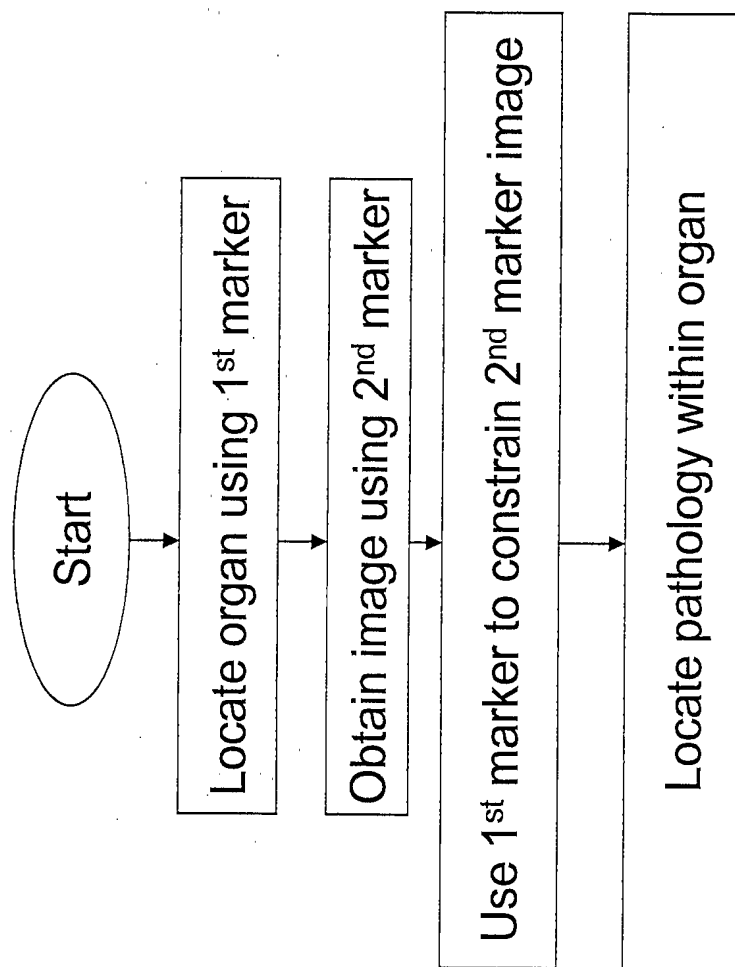 Start
Locate organ using 1st marker
Obtain image using 2nd marker
Use 1st marker to constrain 2nd marker image
Locate pathology within organ